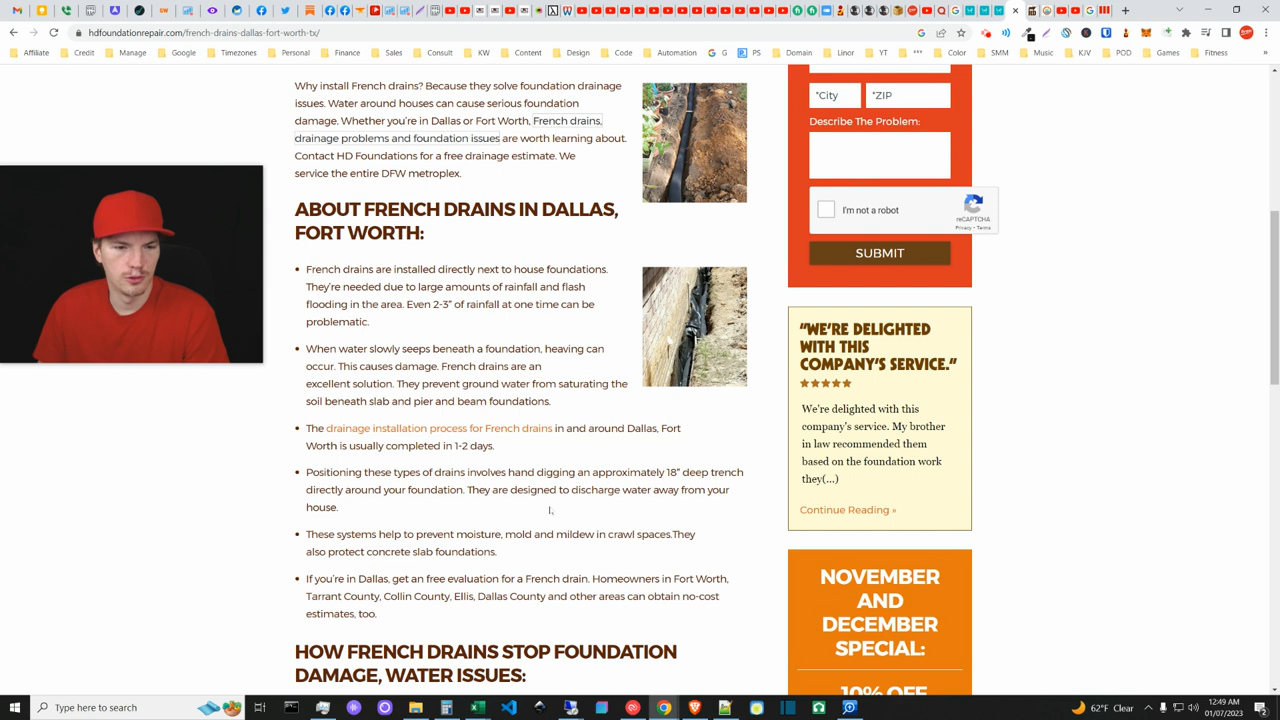 hdfoundationrepair.com/french-drains-dallas-fort-worth-tx/
Affiliate Credit Manage Google Timezones Personal Finance Sales Consult KW Content Design Code Automation G PS Domain Linor YT *** Color SMM Music KJV POD Games Fitness »
Why install French drains? Because they solve foundation drainage
issues. Water around houses can cause serious foundation
damage. Whether you're in Dallas or Fort Worth, French drains,
drainage problems and foundation issues are worth learning about.
Contact HD Foundations for a free drainage estimate. We
service the entire DFW metroplex.
ABOUT FRENCH DRAINS IN DALLAS,
FORT WORTH:
• French drains are installed directly next to house foundations.
They're needed due to large amounts of rainfall and flash
flooding in the area. Even 2-3" of rainfall at one time can be
problematic.
• When water slowly seeps beneath a foundation, heaving can
occur. This causes damage. French drains are an
excellent solution. They prevent ground water from saturating the
soil beneath slab and pier and beam foundations.
• The drainage installation process for French drains in and around Dallas, Fort
Worth is usually completed in 1-2 days.
• Positioning these types of drains involves hand digging an approximately 18" deep trench
directly around your foundation. They are designed to discharge water away from your
house.
• These systems help to prevent moisture, mold and mildew in crawl spaces.They
also protect concrete slab foundations.
• If you're in Dallas, get an free evaluation for a French drain. Homeowners in Fort Worth,
Tarrant County, Collin County, Ellis, Dallas County and other areas can obtain no-cost
estimates, too.
HOW FRENCH DRAINS STOP FOUNDATION
DAMAGE, WATER ISSUES:
*City *ZIP
Describe The Problem:
I'm not a robot
reCAPTCHA
Privacy - Terms
SUBMIT
"WE'RE DELIGHTED
WITH THIS
COMPANY'S SERVICE."
We're delighted with this
company's service. My brother
in law recommended them
based on the foundation work
they(...)
Continue Reading »
NOVEMBER
AND
DECEMBER
SPECIAL:
10% OFF
Type here to search
62°F Clear
12:49 AM
01/07/2023